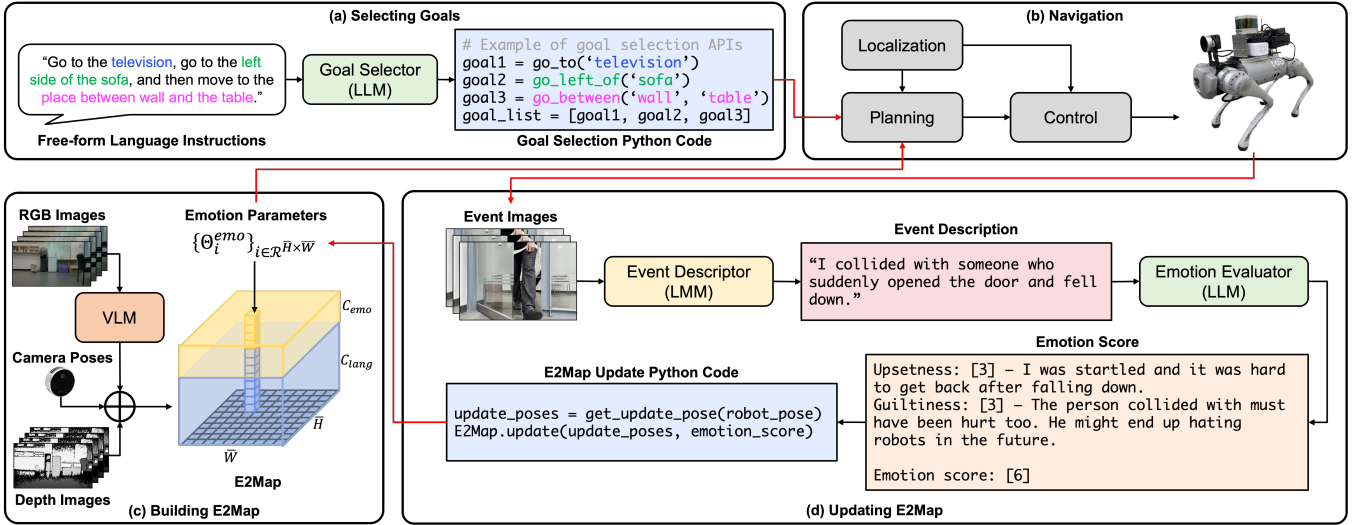 (a) Selecting Goals
“Go to the television, go to the left
side of the sofa, and then move to the
place between wall and the table.”
Free-form Language Instructions
Goal Selector
(LLM)
# Example of goal selection APIs
goal1 = go_to(‘television’)
goal2 = go_left_of(‘sofa’)
goal3 = go_between(‘wall’, ‘table’)
goal_list = [goal1, goal2, goal3]
Goal Selection Python Code
(b) Navigation
Localization
Planning
Control
RGB Images
VLM
Camera Poses
Depth Images
Emotion Parameters
{Θ_i^{emo}}_{i∈ℛ^{H̅×W̅}}
C_{emo}
C_{lang}
H̅
W̅
E2Map
(c) Building E2Map
Event Images
Event Descriptor
(LMM)
Event Description
“I collided with someone who
suddenly opened the door and fell
down.”
Emotion Evaluator
(LLM)
Emotion Score
Upsetness: [3] – I was startled and it was hard
to get back after falling down.
Guiltiness: [3] – The person collided with must
have been hurt too. He might end up hating
robots in the future.
Emotion score: [6]
E2Map Update Python Code
update_poses = get_update_pose(robot_pose)
E2Map.update(update_poses, emotion_score)
(d) Updating E2Map